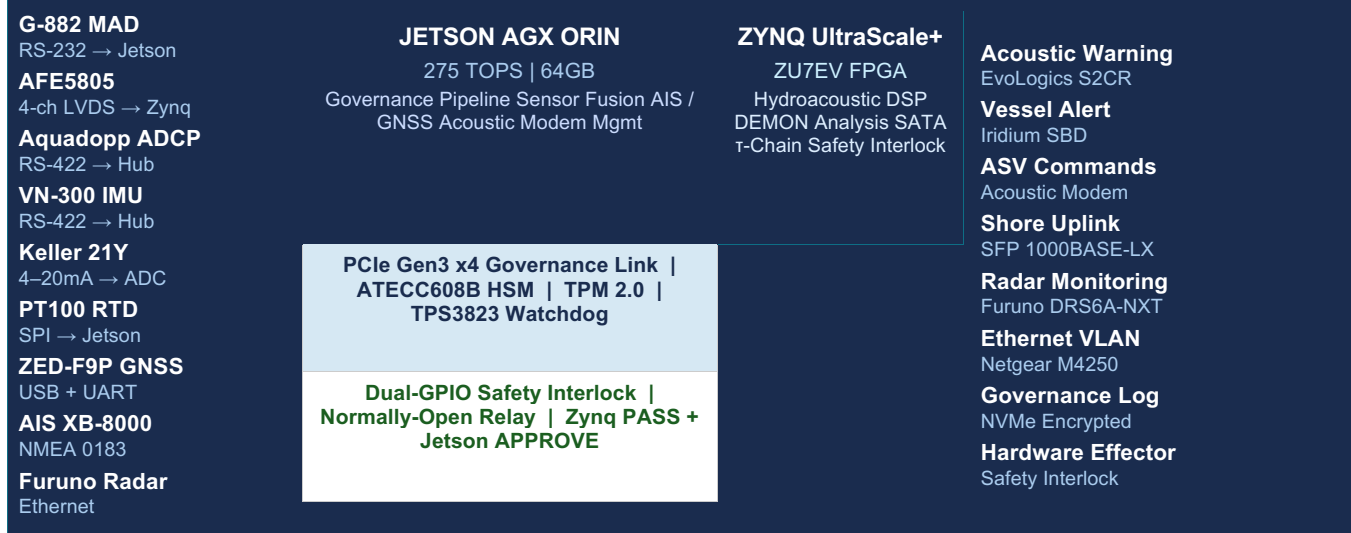 G-882 MAD
RS-232 → Jetson
AFE5805
4-ch LVDS → Zynq
Aquadopp ADCP
RS-422 → Hub
VN-300 IMU
RS-422 → Hub
Keller 21Y
4–20mA → ADC
PT100 RTD
SPI → Jetson
ZED-F9P GNSS
USB + UART
AIS XB-8000
NMEA 0183
Furuno Radar
Ethernet
JETSON AGX ORIN
275 TOPS | 64GB
Governance Pipeline Sensor Fusion AIS /
GNSS Acoustic Modem Mgmt
ZYNQ UltraScale+
ZU7EV FPGA
Hydroacoustic DSP
DEMON Analysis SATA
τ-Chain Safety Interlock
PCIe Gen3 x4 Governance Link |
ATECC608B HSM | TPM 2.0 |
TPS3823 Watchdog
Dual-GPIO Safety Interlock |
Normally-Open Relay | Zynq PASS +
Jetson APPROVE
Acoustic Warning
EvoLogics S2CR
Vessel Alert
Iridium SBD
ASV Commands
Acoustic Modem
Shore Uplink
SFP 1000BASE-LX
Radar Monitoring
Furuno DRS6A-NXT
Ethernet VLAN
Netgear M4250
Governance Log
NVMe Encrypted
Hardware Effector
Safety Interlock